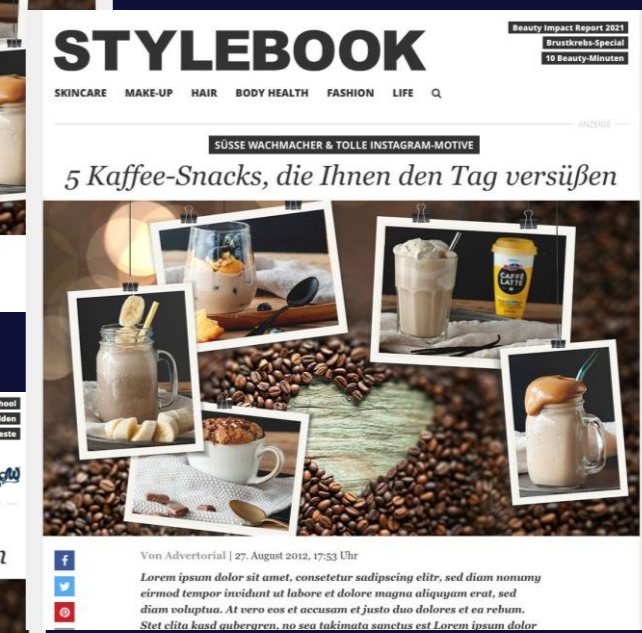 STYLEBOOK
Beauty Impact Report 2021
Brustkrebs-Special
10 Beauty-Minuten
SKINCARE MAKE-UP HAIR BODY HEALTH FASHION LIFE
ANZEIGE
SÜSSE WACHMACHER & TOLLE INSTAGRAM-MOTIVE
5 Kaffee-Snacks, die Ihnen den Tag versüßen
CAFFÈ
LATTE
hool
lden
este
n
f
Von Advertorial | 27. August 2012, 17:53 Uhr
Lorem ipsum dolor sit amet, consetetur sadipscing elitr, sed diam nonumy
eirmod tempor invidunt ut labore et dolore magna aliquyam erat, sed
diam voluptua. At vero eos et accusam et justo duo dolores et ea rebum.
Stet clita kasd gubergren, no sea takimata sanctus est Lorem ipsum dolor